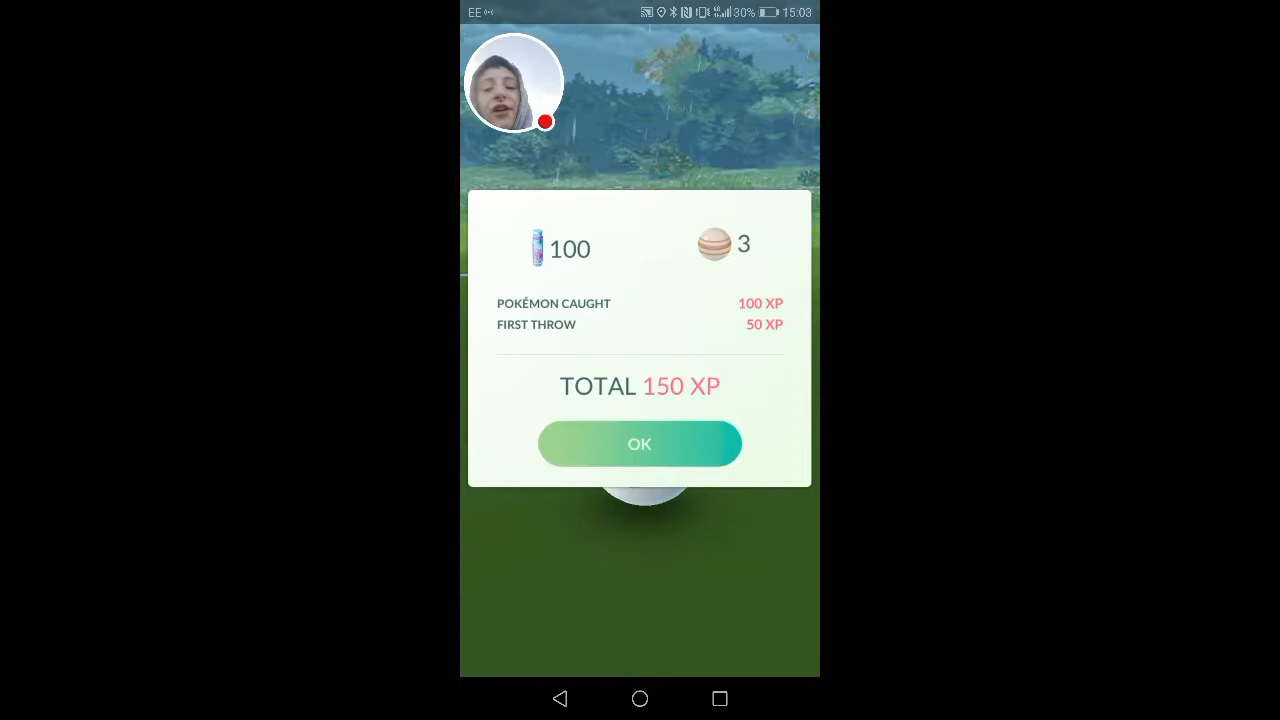 EE 30% 15:03
100 3
POKÉMON CAUGHT 100 XP
FIRST THROW 50 XP
TOTAL 150 XP
OK